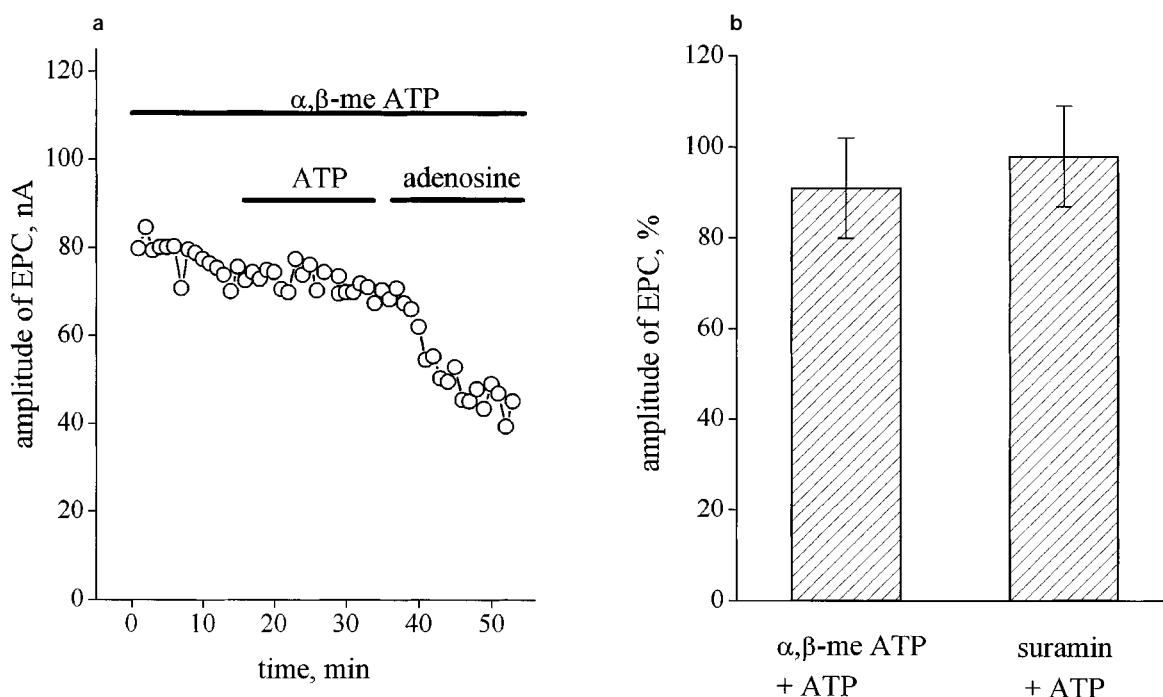 a
120
100
80
60
40
20
0
amplitude of EPC, nA
α,β-me ATP
ATP
adenosine
0 10 20 30 40 50
time, min
b
120
100
80
60
40
20
0
amplitude of EPC, %
α,β-me ATP
+ ATP
suramin
+ ATP